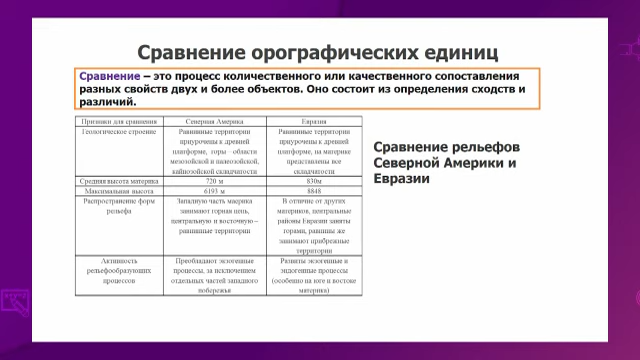 Сравнение орографических единиц
Сравнение – это процесс количественного или качественного сопоставления
разных свойств двух и более объектов. Оно состоит из определения сходств и
различий.
Признаки для сравнения Северная Америка Евразия
Геологическое строение Равнинные территории Равнинные территории
приурочены к древней приурочены к древней
платформе, горы – области платформе, на материке
мезозойской и палеозойской, представлены все
кайнозойской складчатости складчатости
Средняя высота материка 720 м 830м
Максимальная высота 6193 м 8848
Распространение форм Западную часть маерика В отличие от других
рельефа занимают горная цепь, материков, центральные
центральную и восточную – районы Евразии заняты
равнинные территории горами, равнины же
занимают прибрежные
территории
Активность Преобладают экзогенные Развиты экзогенные и
рельефообразующих процессы, за исключением эндогенные процессы
процессов отдельных частей западного (особенно на юге и востоке
побережья материка)
Сравнение рельефов
Северной Америки и
Евразии